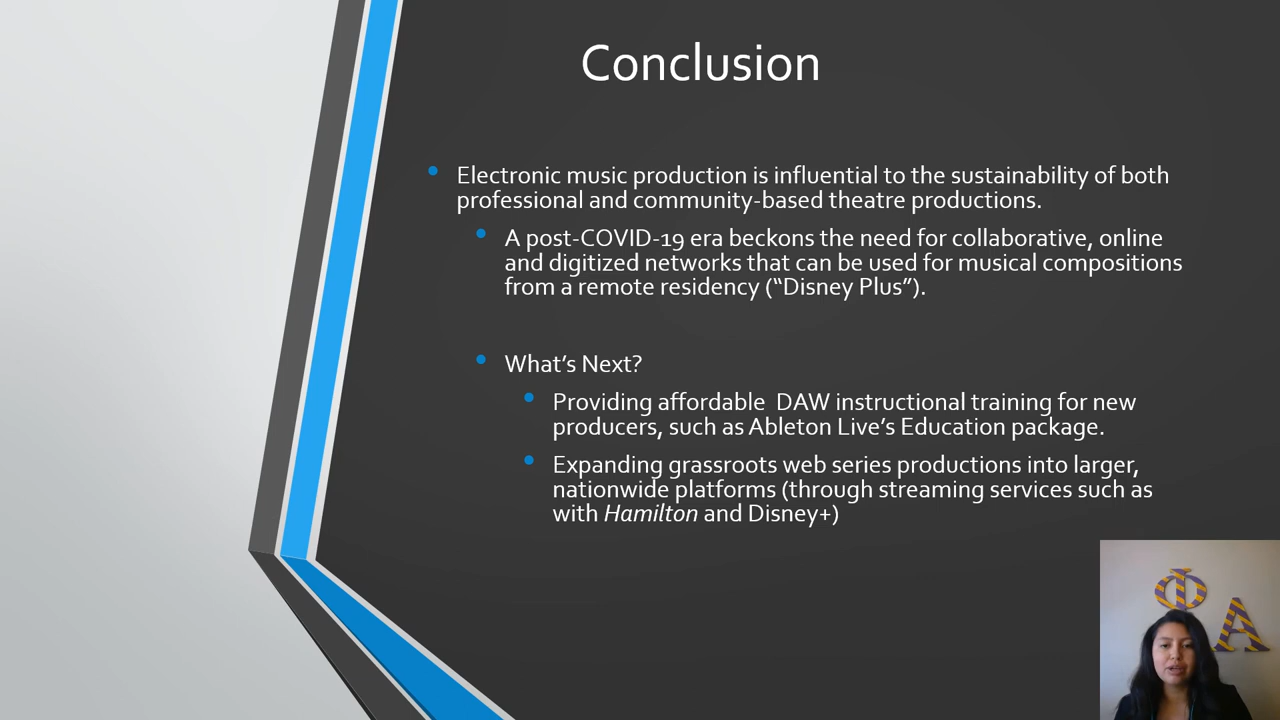 Conclusion
Electronic music production is influential to the sustainability of both
professional and community-based theatre productions.
A post-COVID-19 era beckons the need for collaborative, online
and digitized networks that can be used for musical compositions
from a remote residency (“Disney Plus”).
What’s Next?
Providing affordable  DAW instructional training for new
producers, such as Ableton Live’s Education package.
Expanding grassroots web series productions into larger,
nationwide platforms (through streaming services such as
with Hamilton and Disney+)
Φ
A